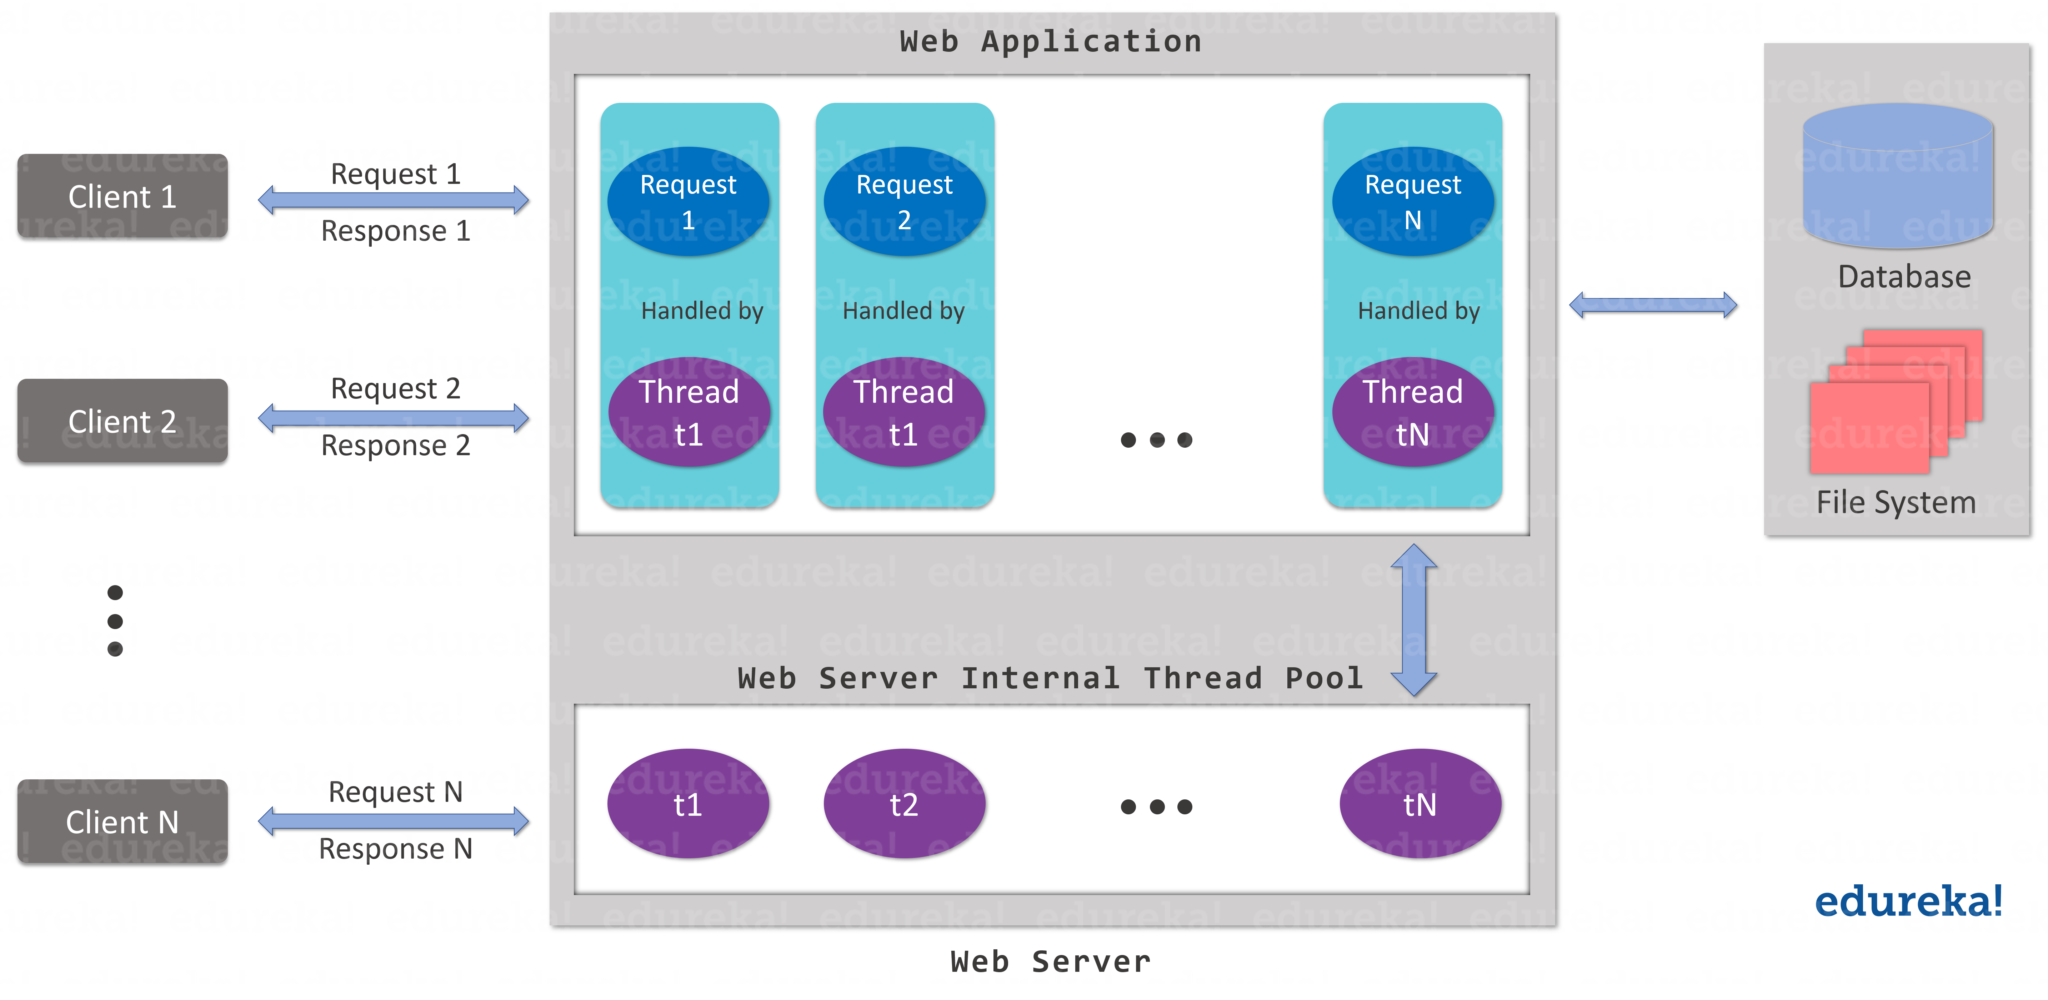 Web Application
Client 1
Request 1
Response 1
Client 2
Request 2
Response 2
Client N
Request N
Response N
Request
1
Handled by
Thread
t1
Request
2
Handled by
Thread
t1
Request
N
Handled by
Thread
tN
Web Server Internal Thread Pool
t1
t2
tN
Web Server
Database
File System
edureka!